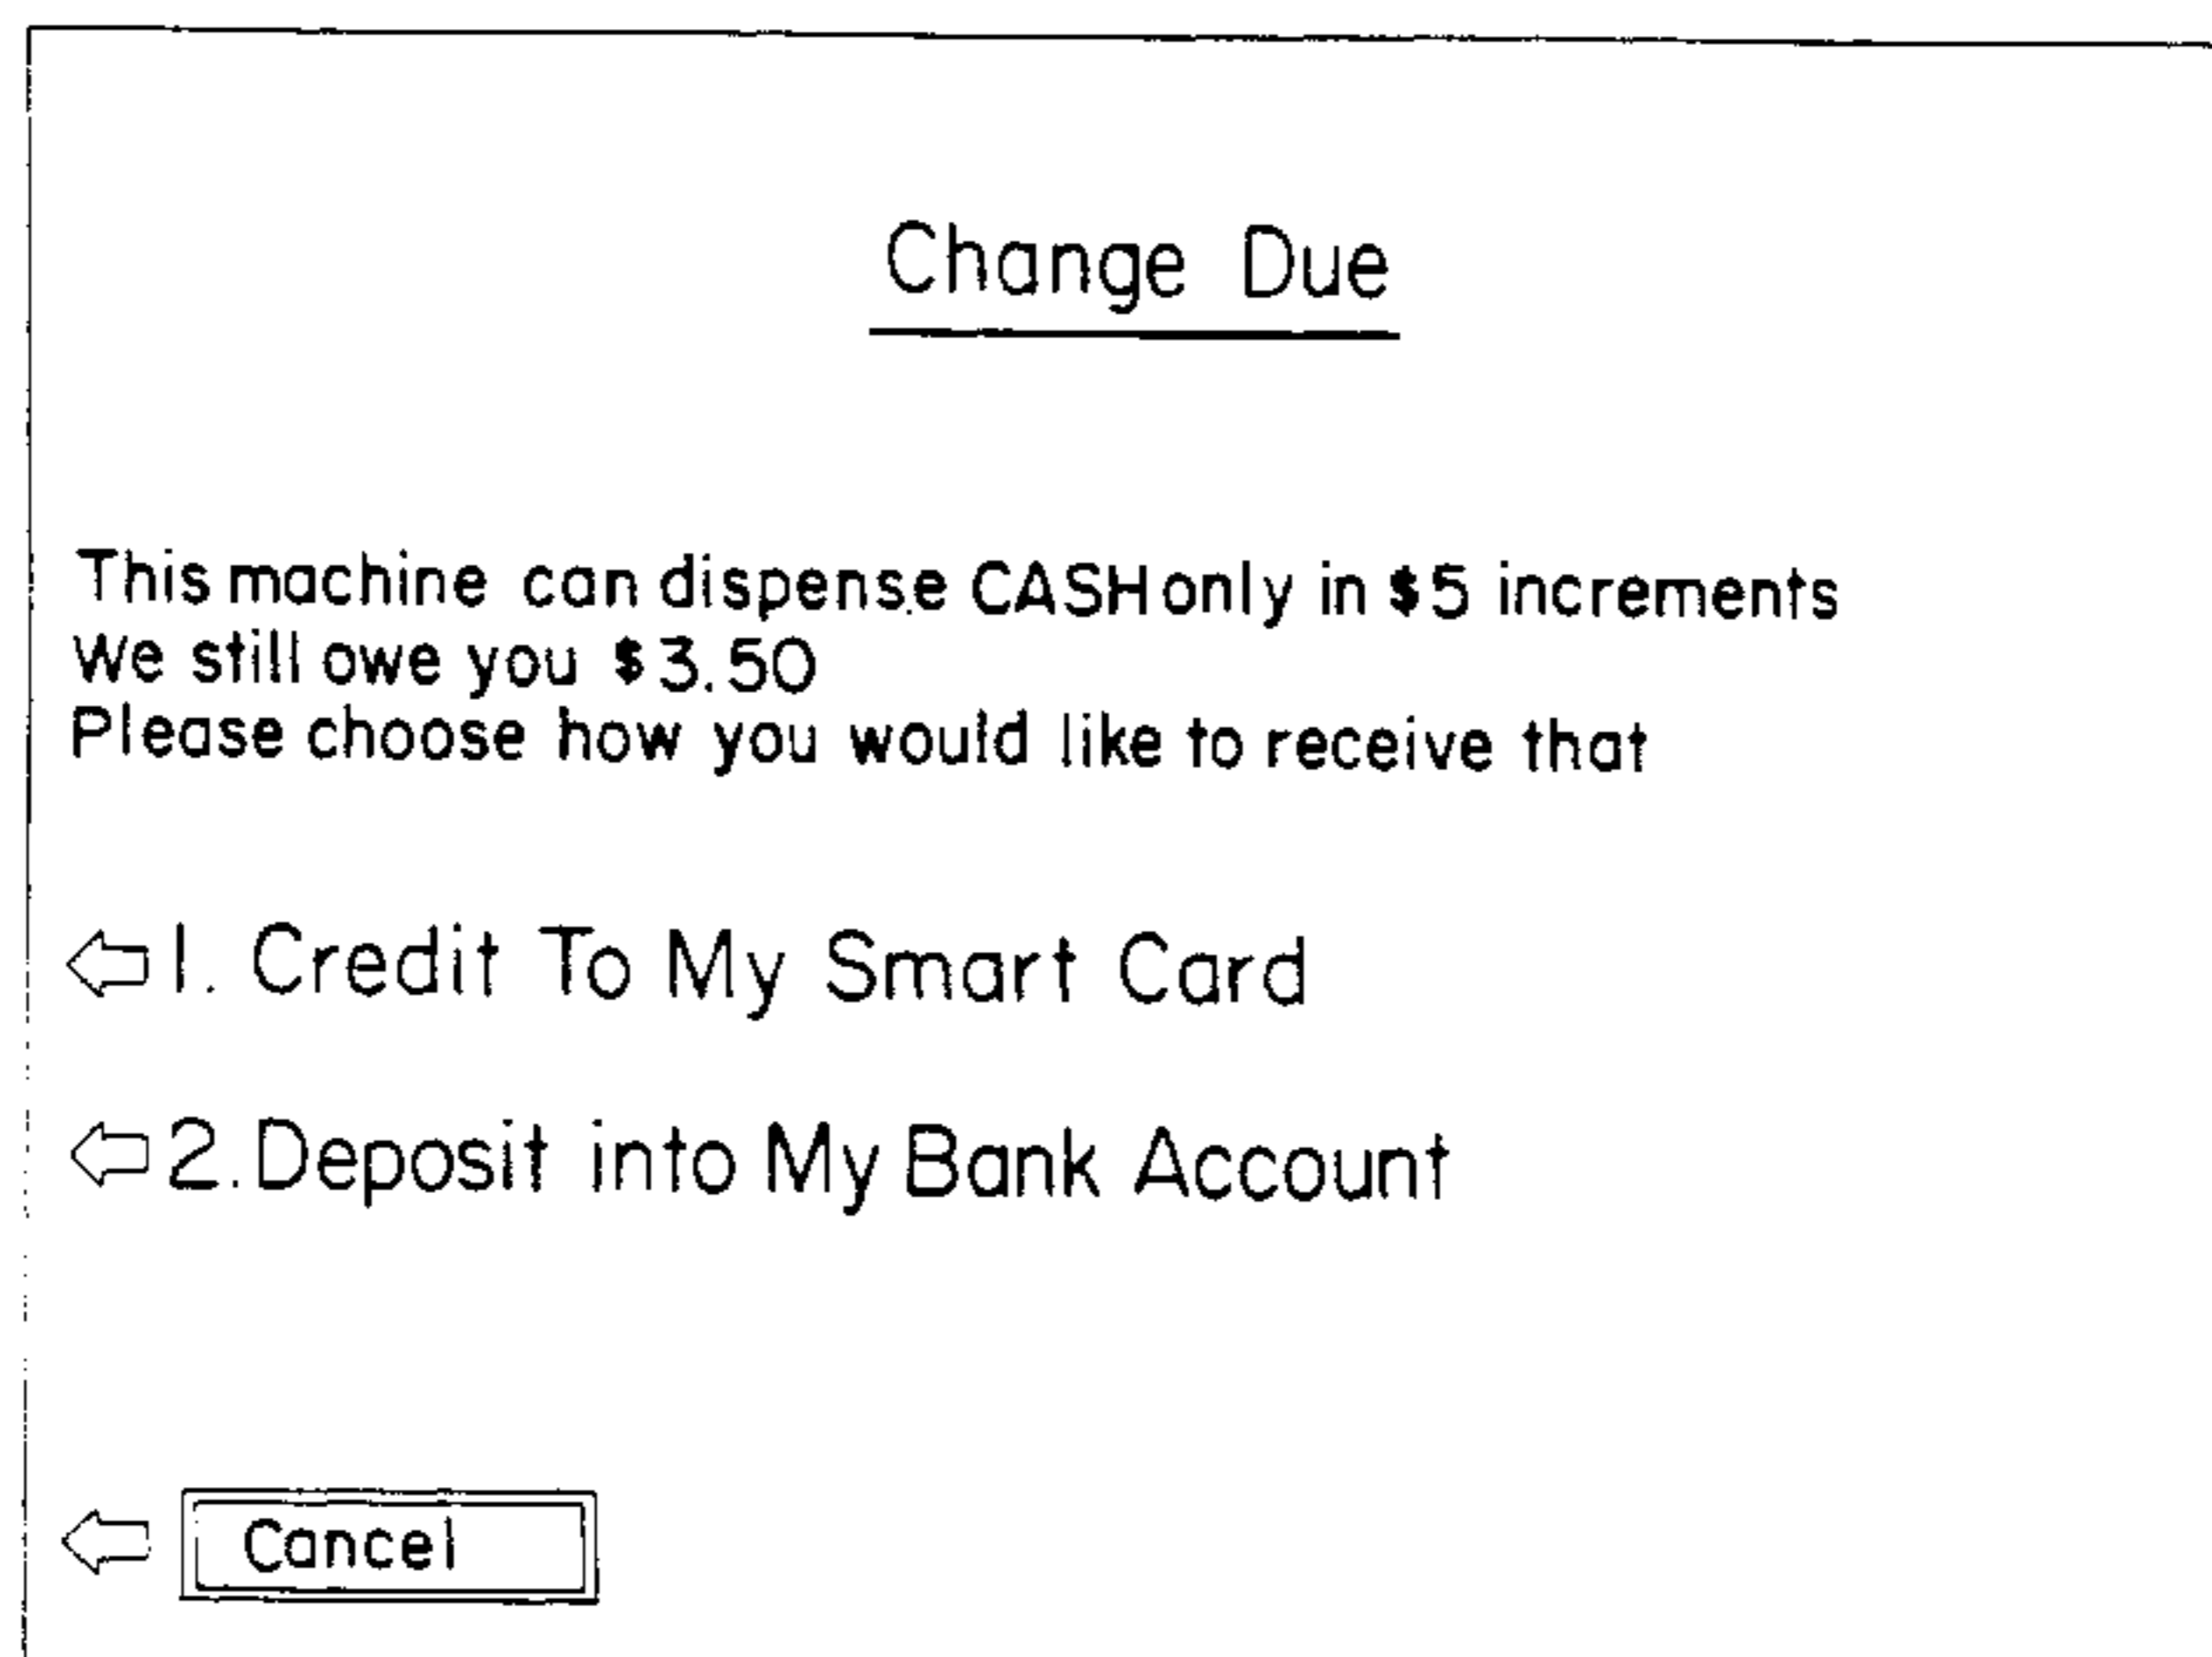 Change Due
This machine can dispense CASH only in $5 increments
We still owe you $3.50
Please choose how you would like to receive that
1. Credit To My Smart Card
2. Deposit into My Bank Account
Cancel